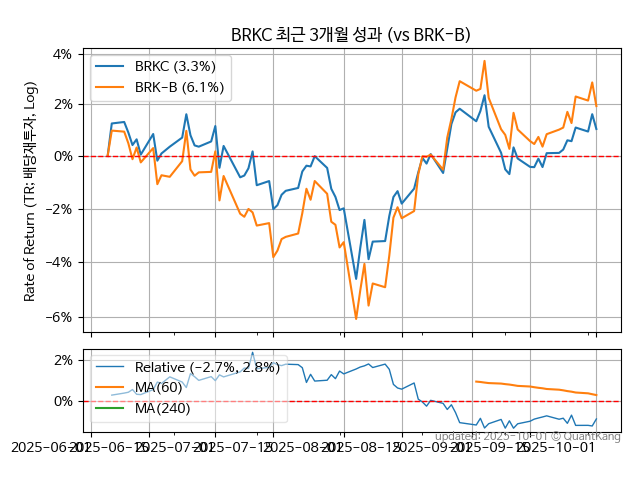 BRKC 최근 3개월 성과 (vs BRK-B)
Rate of Return (TR: 배당재투자, Log)
4%
2%
0%
−2%
−4%
−6%
BRKC (3.3%)
BRK-B (6.1%)
2%
0%
Relative (-2.7%, 2.8%)
MA(60)
MA(240)
updated: 2025-10-01 © QuantKang
2025-06-01
2025-06-15
2025-07-01
2025-07-15
2025-08-01
2025-08-15
2025-09-01
2025-09-15
2025-10-01